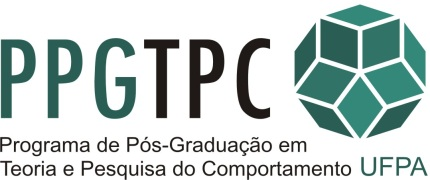 PPGTPC
Programa de Pós-Graduação em
Teoria e Pesquisa do Comportamento UFPA